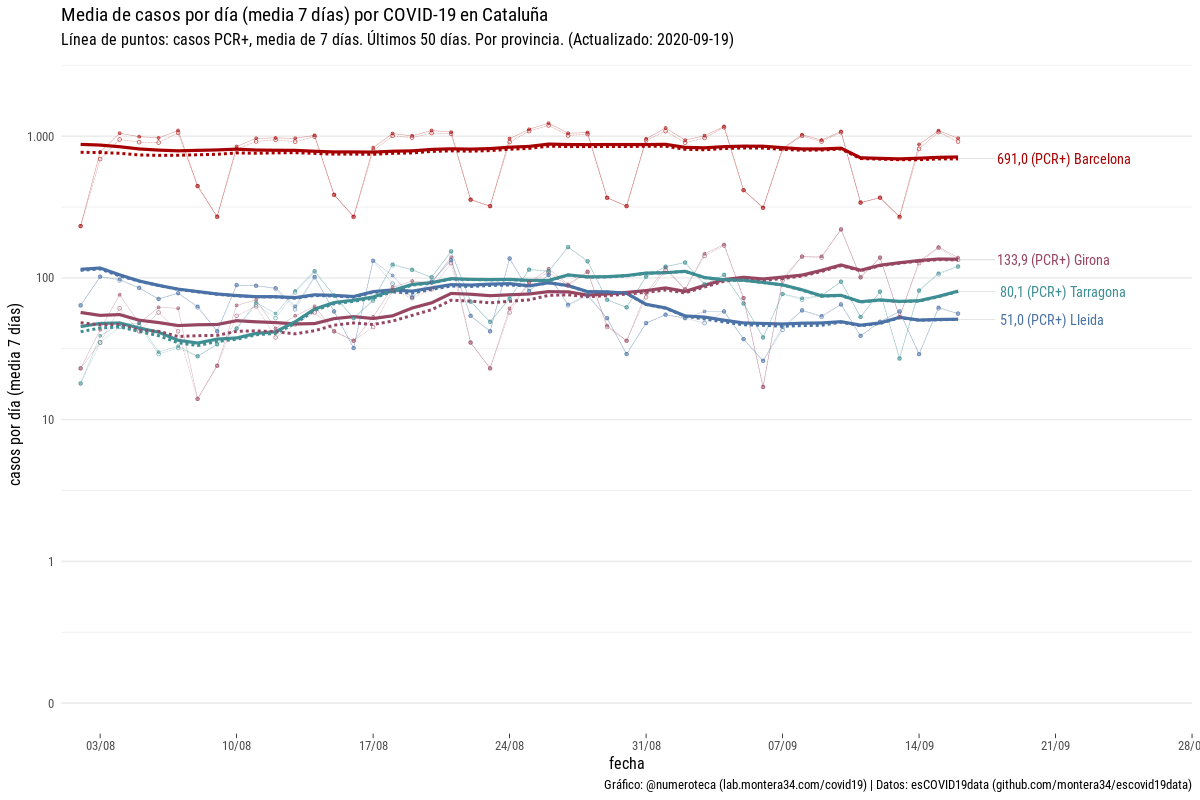 Media de casos por día (media 7 días) por COVID-19 en Cataluña
Línea de puntos: casos PCR+, media de 7 días. Últimos 50 días. Por provincia. (Actualizado: 2020-09-19)
casos por día (media 7 días)
1.000
100
10
1
0
691,0 (PCR+) Barcelona
133,9 (PCR+) Girona
80,1 (PCR+) Tarragona
51,0 (PCR+) Lleida
03/08 10/08 17/08 24/08 31/08 07/09 14/09 21/09 28/0
fecha
Gráfico: @numeroteca (lab.montera34.com/covid19) | Datos: esCOVID19data (github.com/montera34/escovid19data)